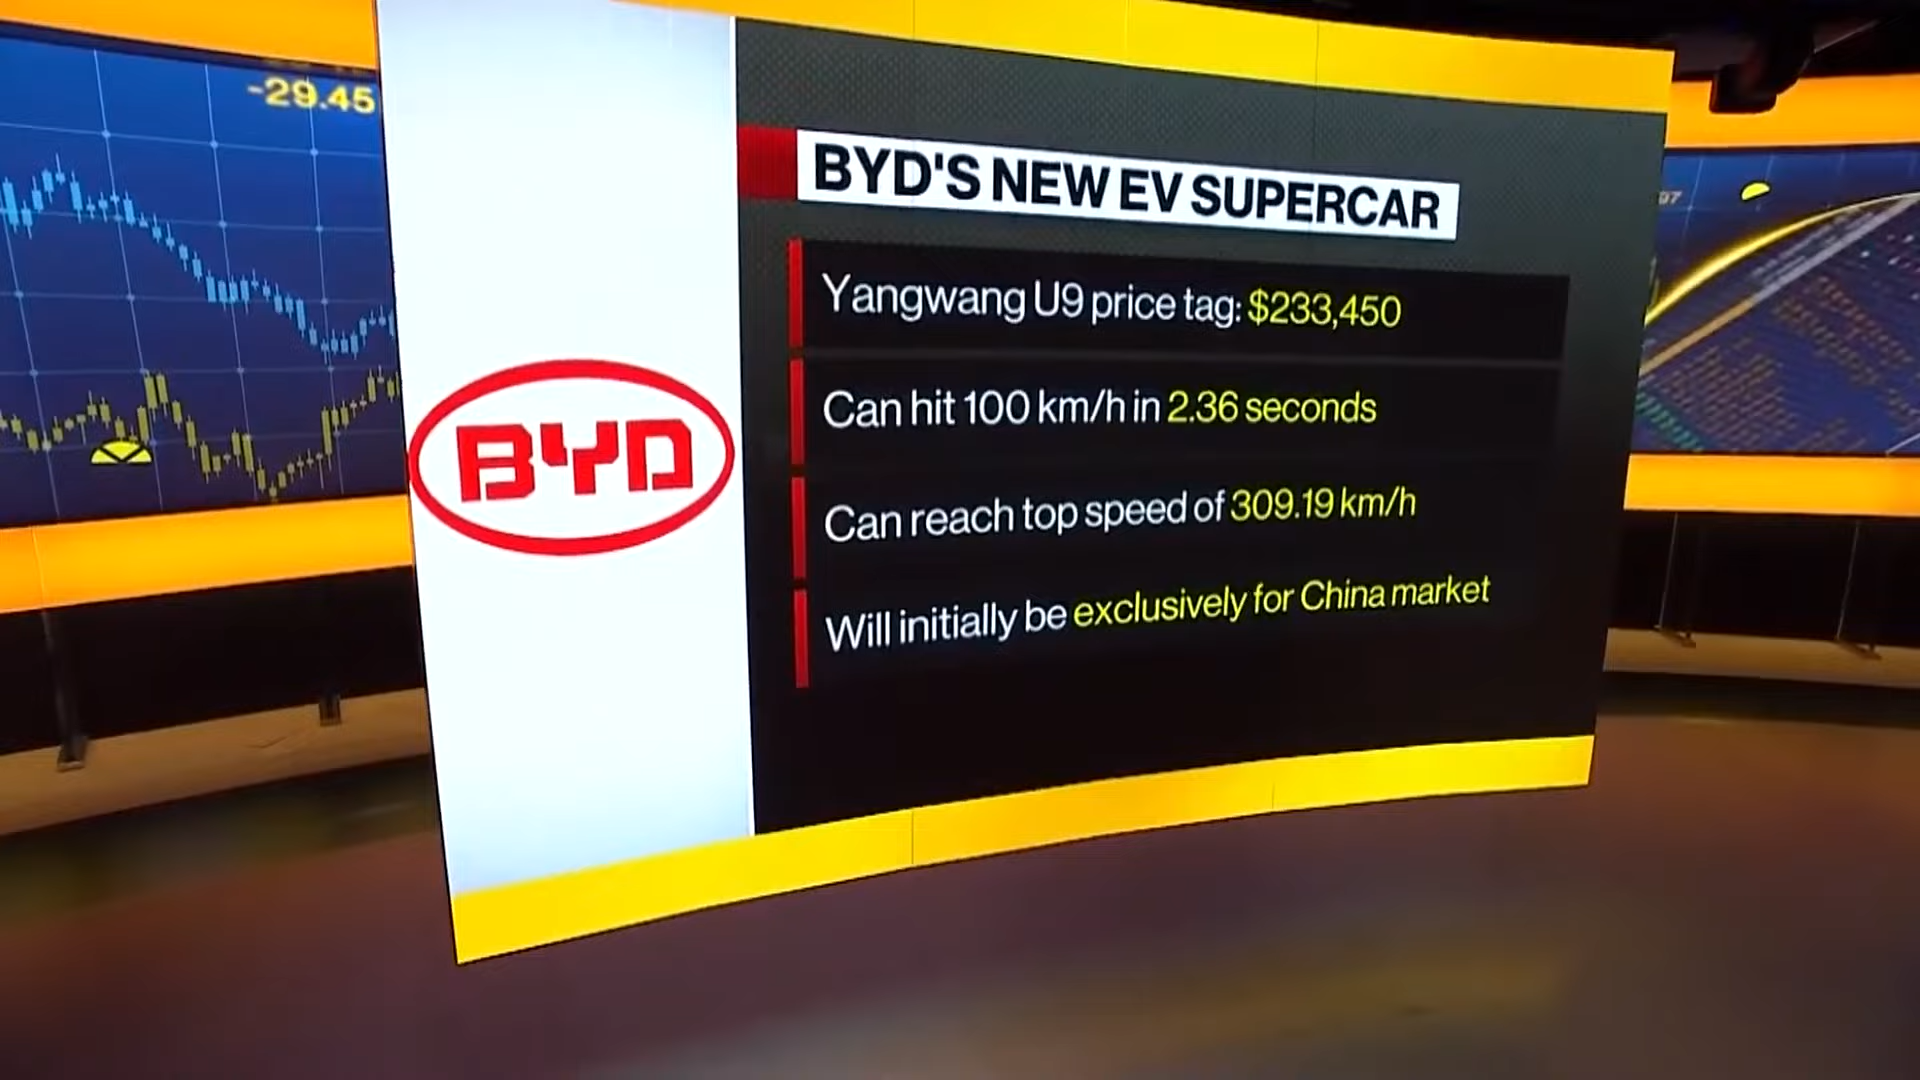 -29.45
BYD'S NEW EV SUPERCAR
Yangwang U9 price tag: $233,450
Can hit 100 km/h in 2.36 seconds
Can reach top speed of 309.19 km/h
Will initially be exclusively for China market
BYD